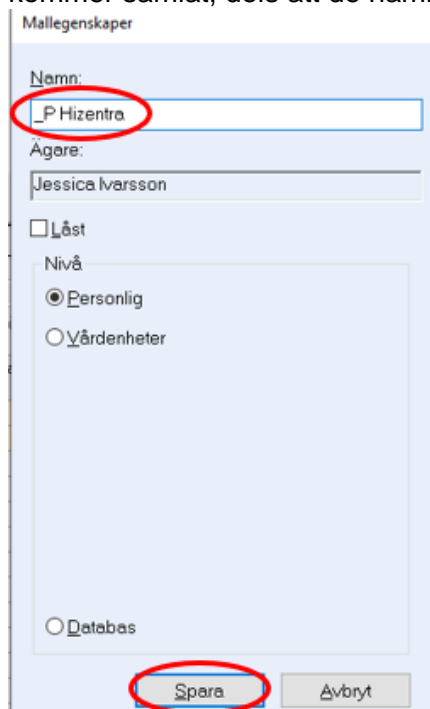 Mallegenskaper
Namn:
_P Hizentra
Ägare:
Jessica Ivarsson
Låst
Nivå
Personlig
Vårdenheter
Databas
Spara Avbryt